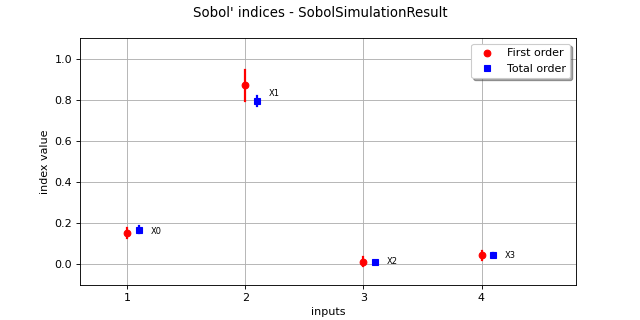 Sobol' indices - SobolSimulationResult
First order
Total order
1.0
0.8
0.6
0.4
0.2
0.0
index value
X0
X1
X2
X3
1 2 3 4
inputs